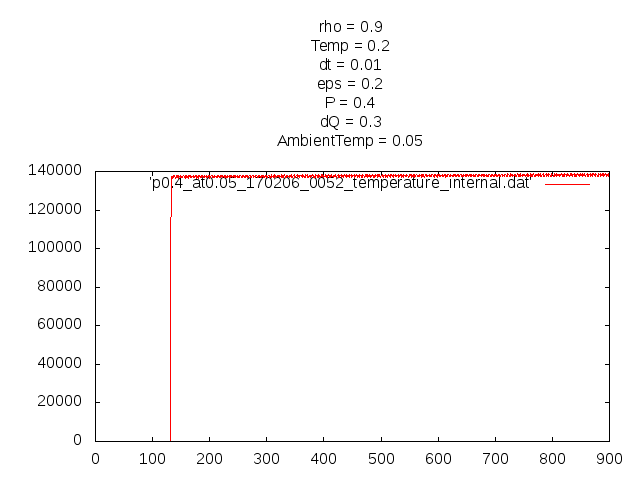 rho = 0.9
Temp = 0.2
dt = 0.01
eps = 0.2
P = 0.4
dQ = 0.3
AmbientTemp = 0.05
140000
'p0.4_at0.05_170206_0052_temperature_internal.dat'
120000
100000
80000
60000
40000
20000
0
0 100 200 300 400 500 600 700 800 900